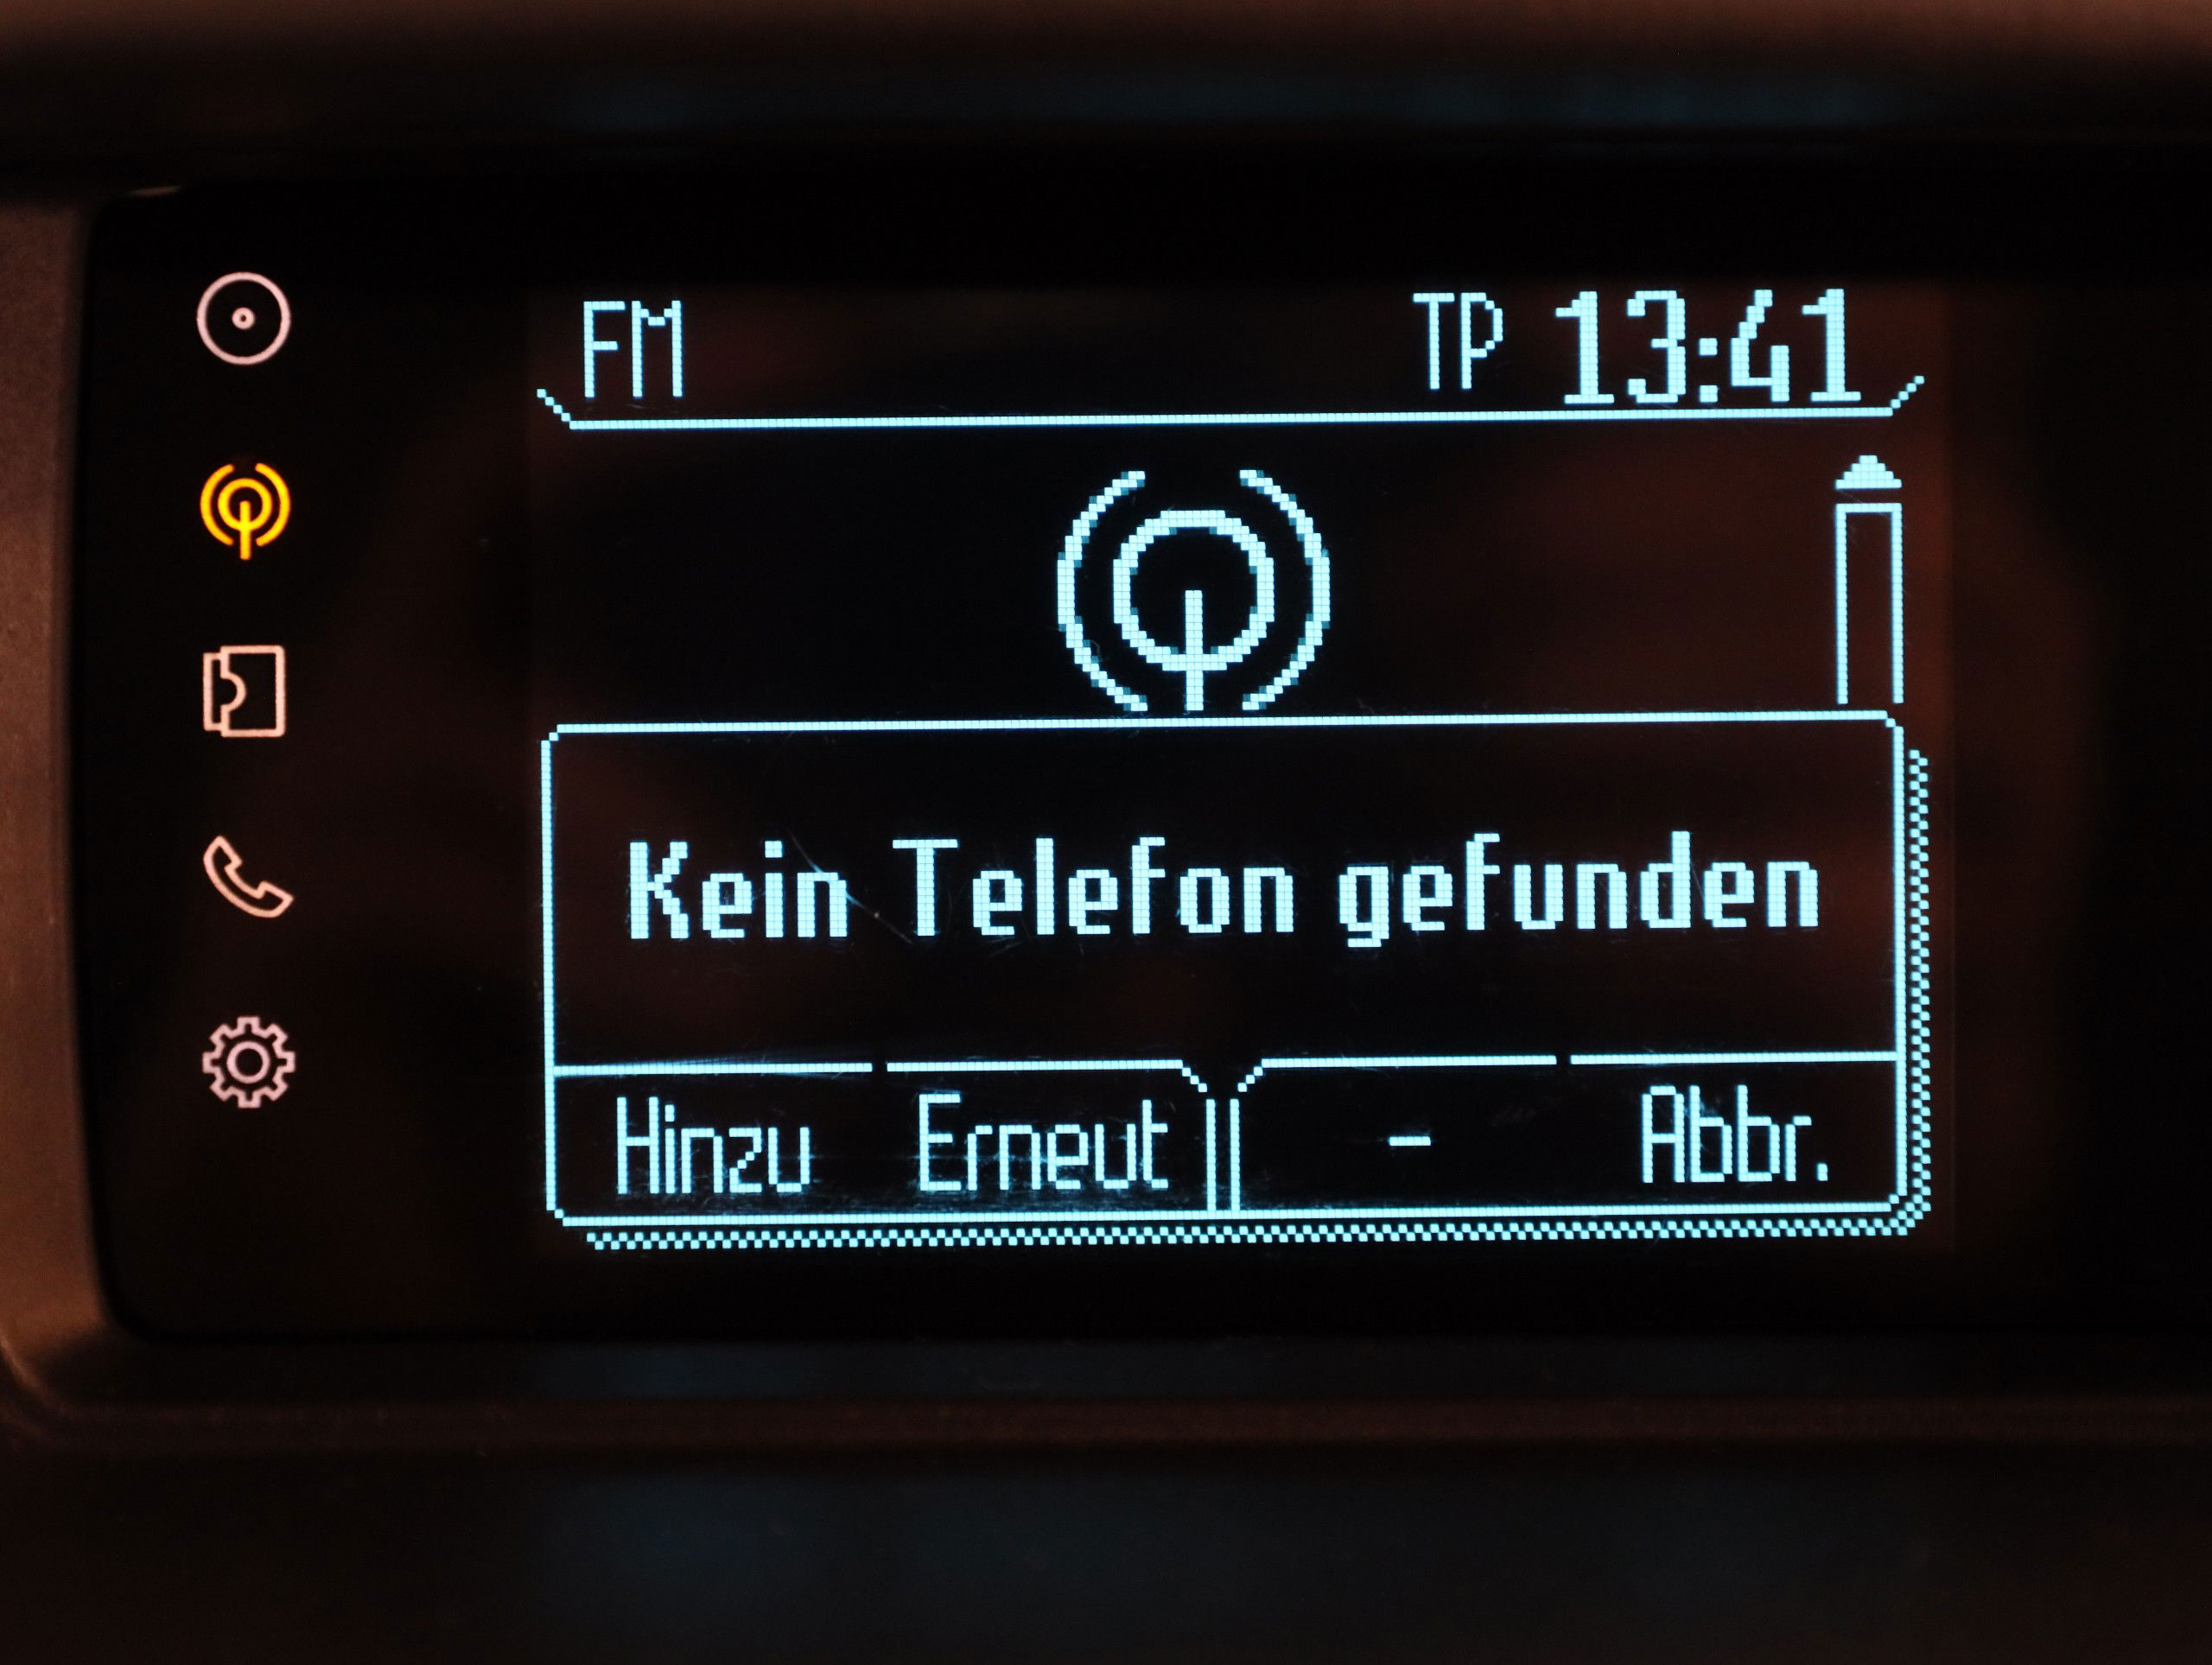 FM TP 13:41
Kein Telefon gefunden
Hinzu Erneut - Abbr.